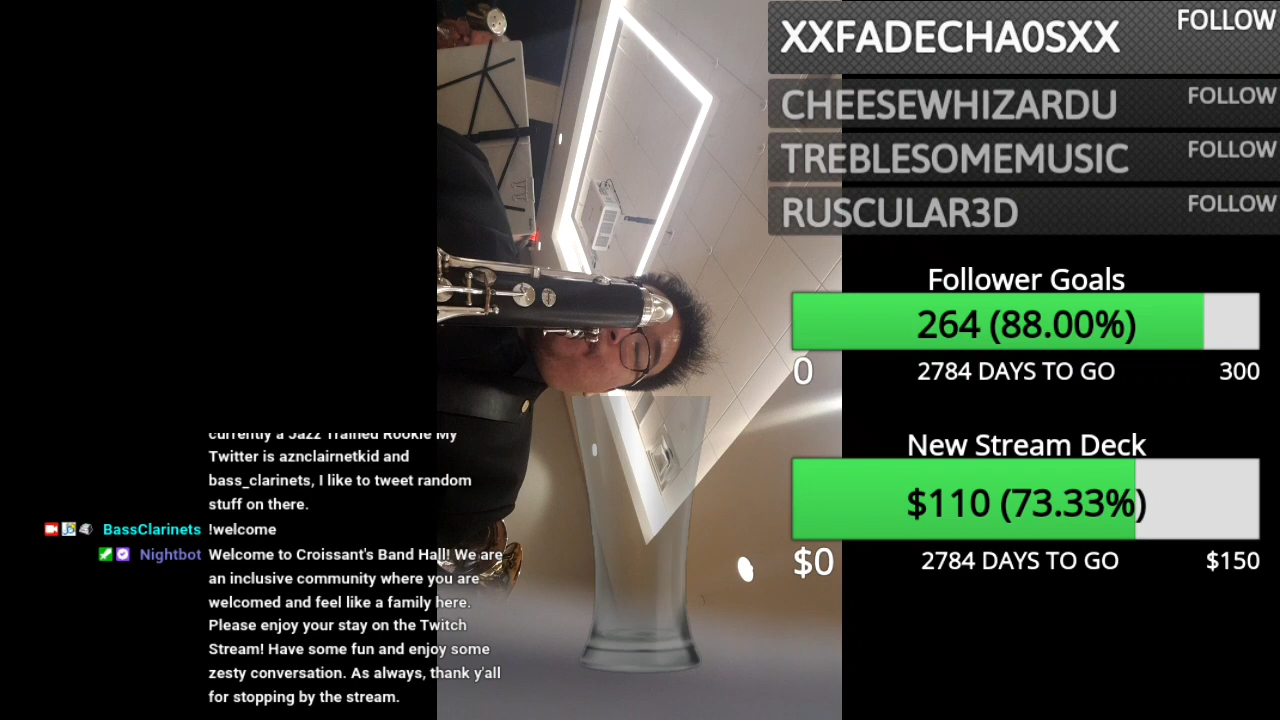 XXFADECHA0SXX FOLLOW
CHEESEWHIZARDU FOLLOW
TREBLESOMEMUSIC FOLLOW
RUSCULAR3D FOLLOW
Follower Goals
264 (88.00%)
0 2784 DAYS TO GO 300
New Stream Deck
$110 (73.33%)
$0 2784 DAYS TO GO $150
currently a Jazz Trained Rookie My
Twitter is aznclairnetkid and
bass_clarinets, I like to tweet random
stuff on there.
BassClarinets !welcome
Nightbot Welcome to Croissant's Band Hall! We are
an inclusive community where you are
welcomed and feel like a family here.
Please enjoy your stay on the Twitch
Stream! Have some fun and enjoy some
zesty conversation. As always, thank y'all
for stopping by the stream.